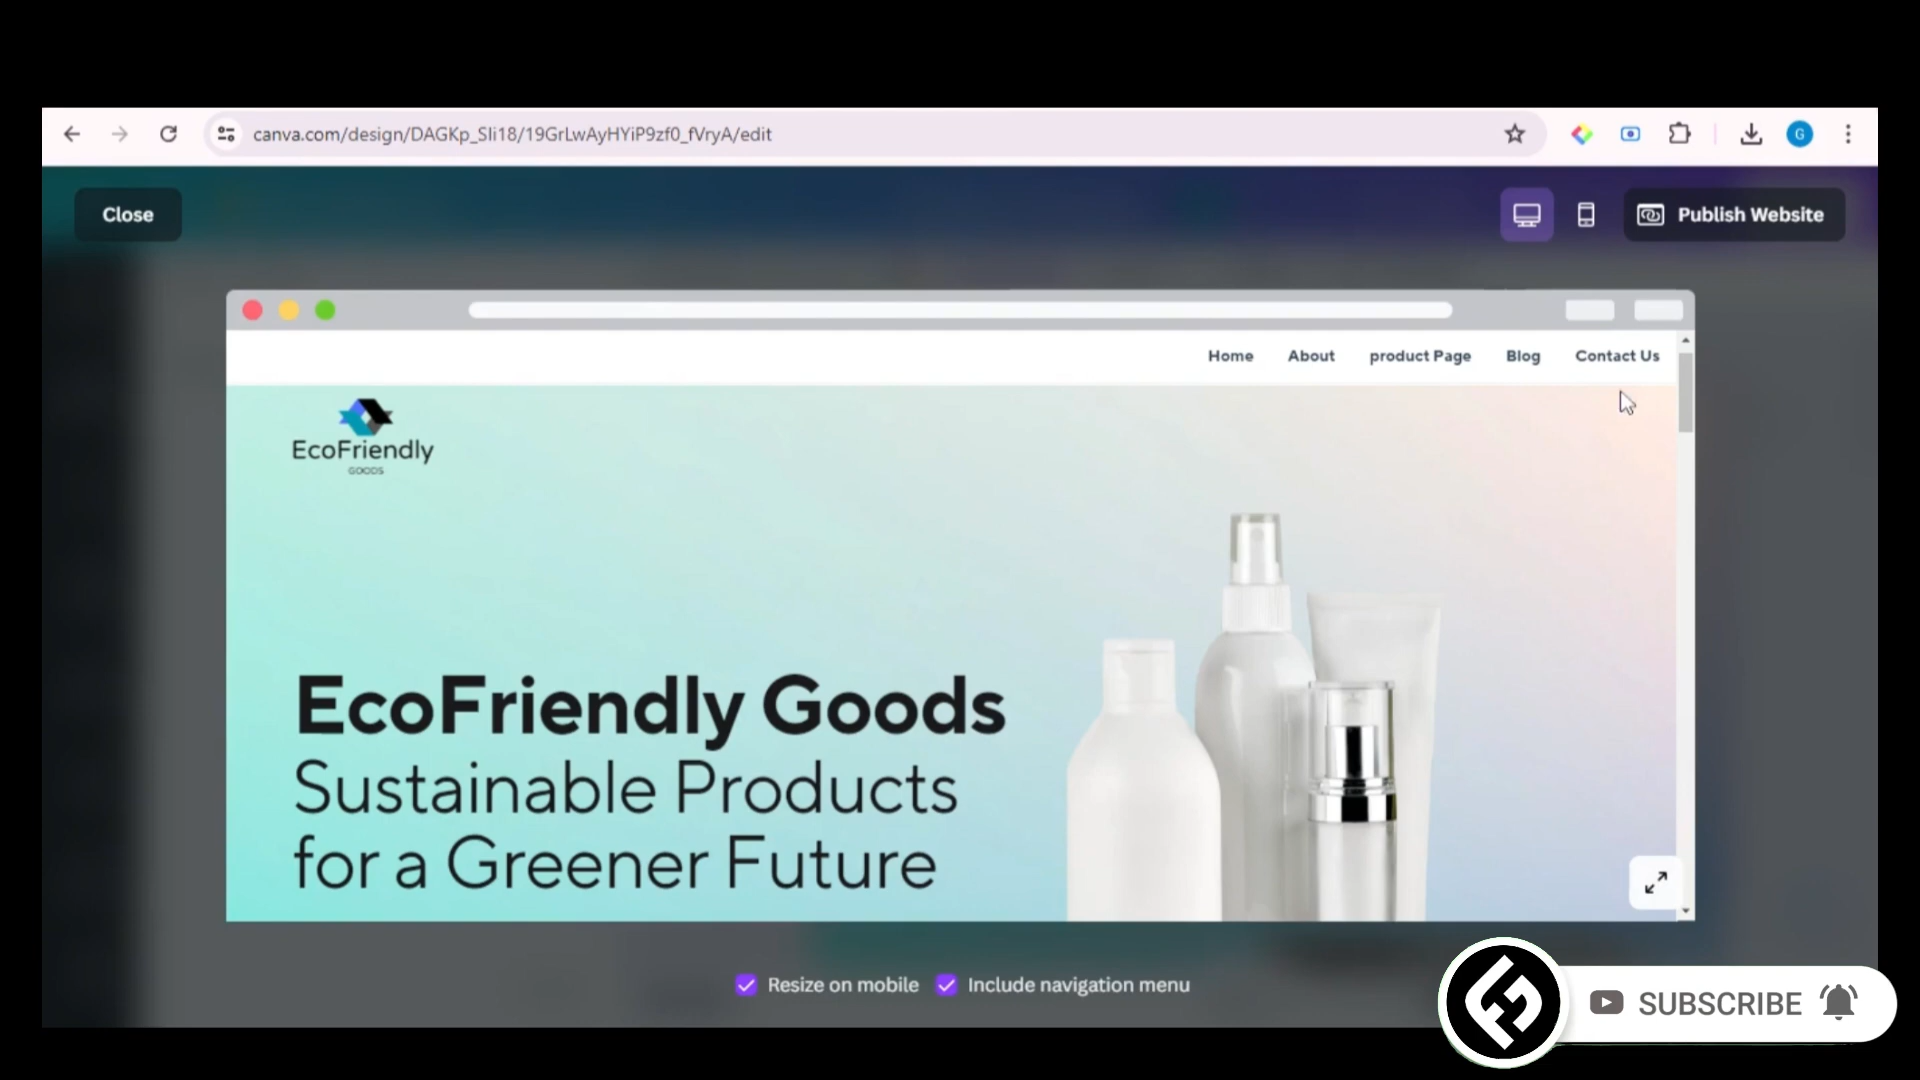 canva.com/design/DAGKp_Sli18/19GrLwAyHYiP9zf0_fVryA/edit
G
Close
Publish Website
Home About product Page Blog Contact Us
EcoFriendly
GOODS
EcoFriendly Goods
Sustainable Products
for a Greener Future
Resize on mobile Include navigation menu
SUBSCRIBE